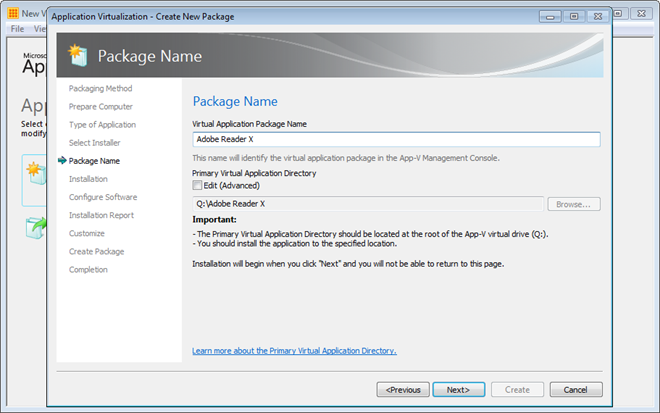 New V
Application Virtualization - Create New Package
File
Microsoft
Package Name
Packaging Method
Prepare Computer
Type of Application
Select Installer
Package Name
Installation
Configure Software
Installation Report
Customize
Create Package
Completion
Package Name
Virtual Application Package Name
Adobe Reader X
This name will identify the virtual application package in the App-V Management Console.
Primary Virtual Application Directory
Edit (Advanced)
Q:\Adobe Reader X
Browse...
Important:
- The Primary Virtual Application Directory should be located at the root of the App-V virtual drive (Q:).
- You should install the application to the specified location.
Installation will begin when you click "Next" and you will not be able to return to this page.
Learn more about the Primary Virtual Application Directory.
<Previous
Next>
Create
Cancel